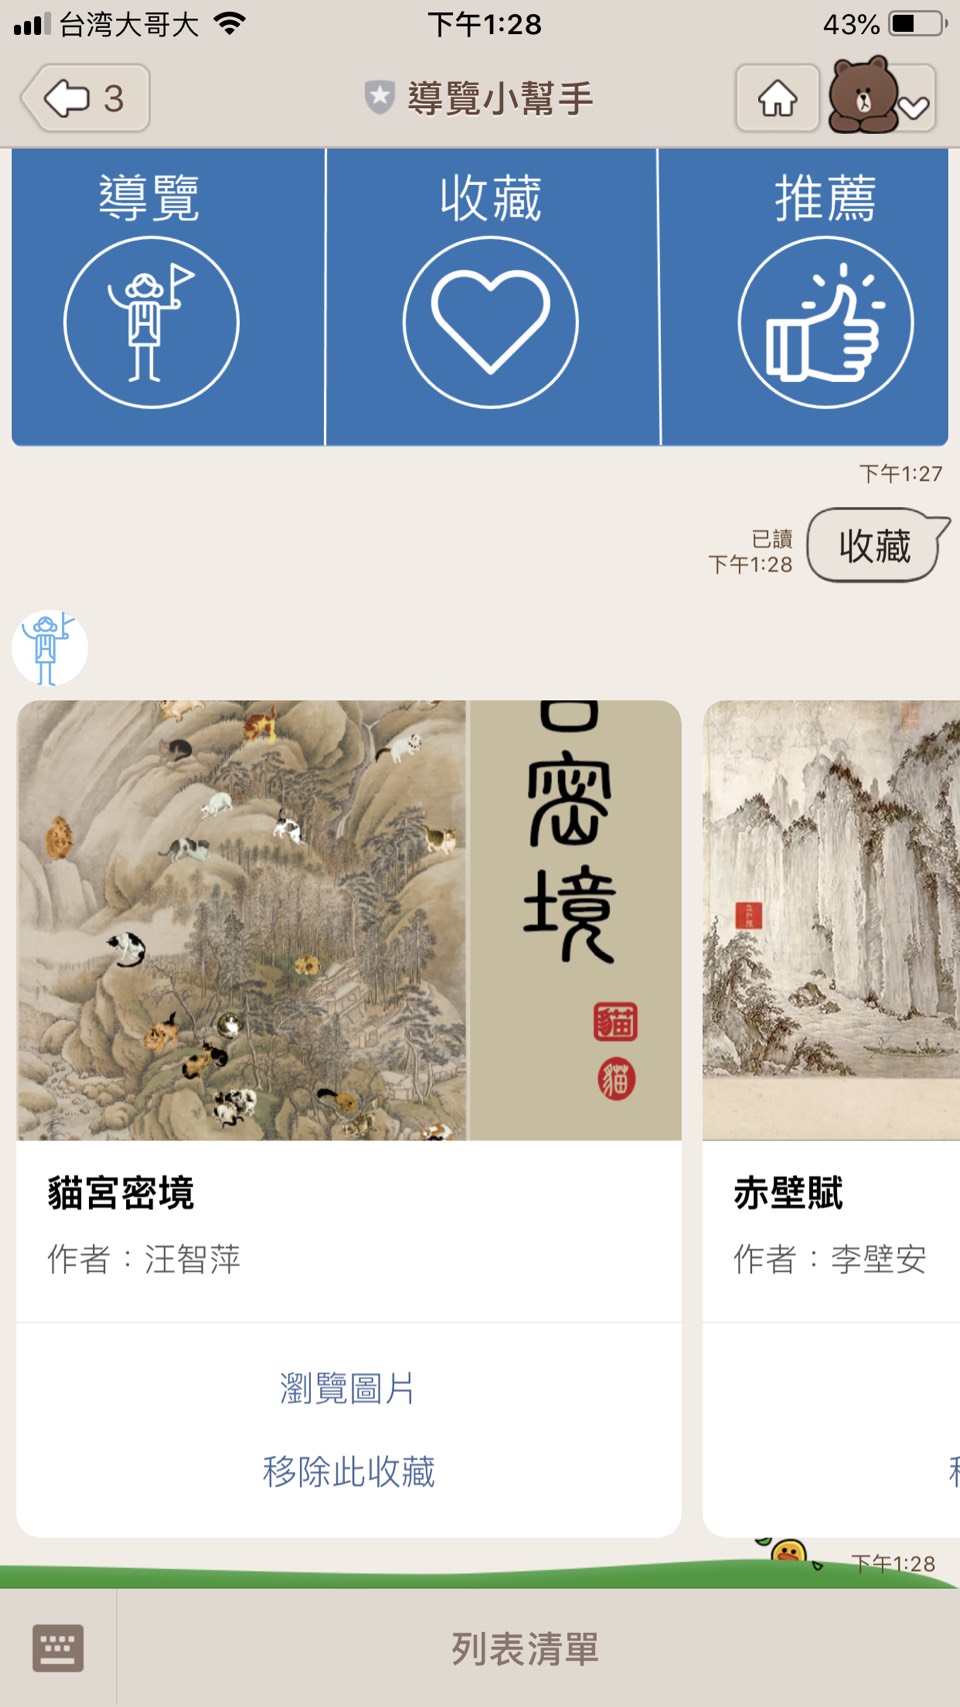 台湾大哥大
下午1:28
43%
3
導覽小幫手
導覽
收藏
推薦
下午1:27
已讀
下午1:28
收藏
密境
貓
貓
貓宮密境
作者：汪智萍
瀏覽圖片
移除此收藏
赤壁賦
作者：李壁安
下午1:28
列表清單